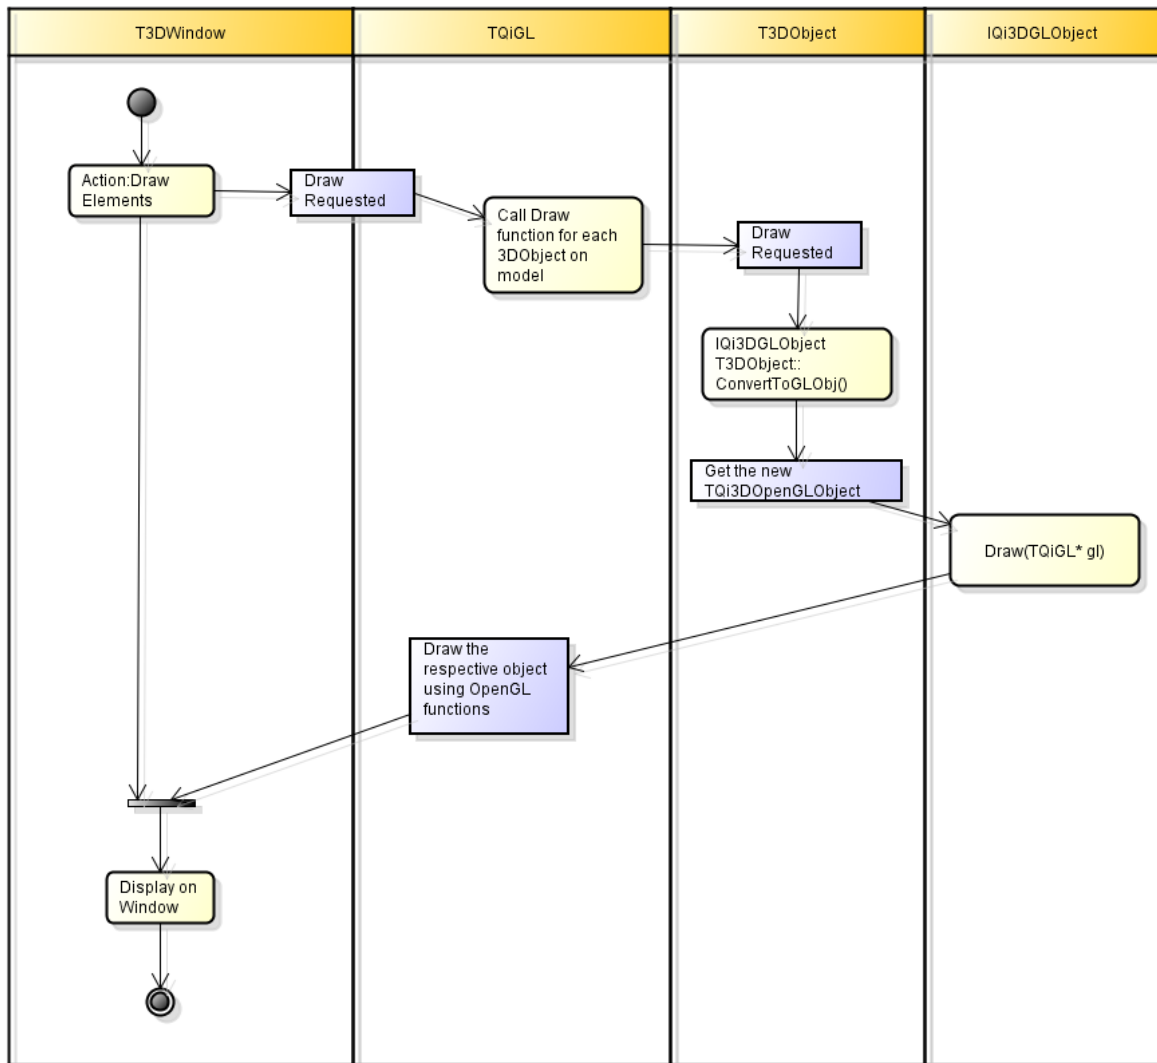 T3DWindow
TQiGL
T3DObject
IQi3DGLObject
Action:Draw
Elements
Draw
Requested
Call Draw
function for each
3DObject on
model
Draw
Requested
IQi3DGLObject
T3DObject::
ConvertToGLObj()
Get the new
TQi3DOpenGLObject
Draw(TQiGL* gl)
Draw the
respective object
using OpenGL
functions
Display on
Window